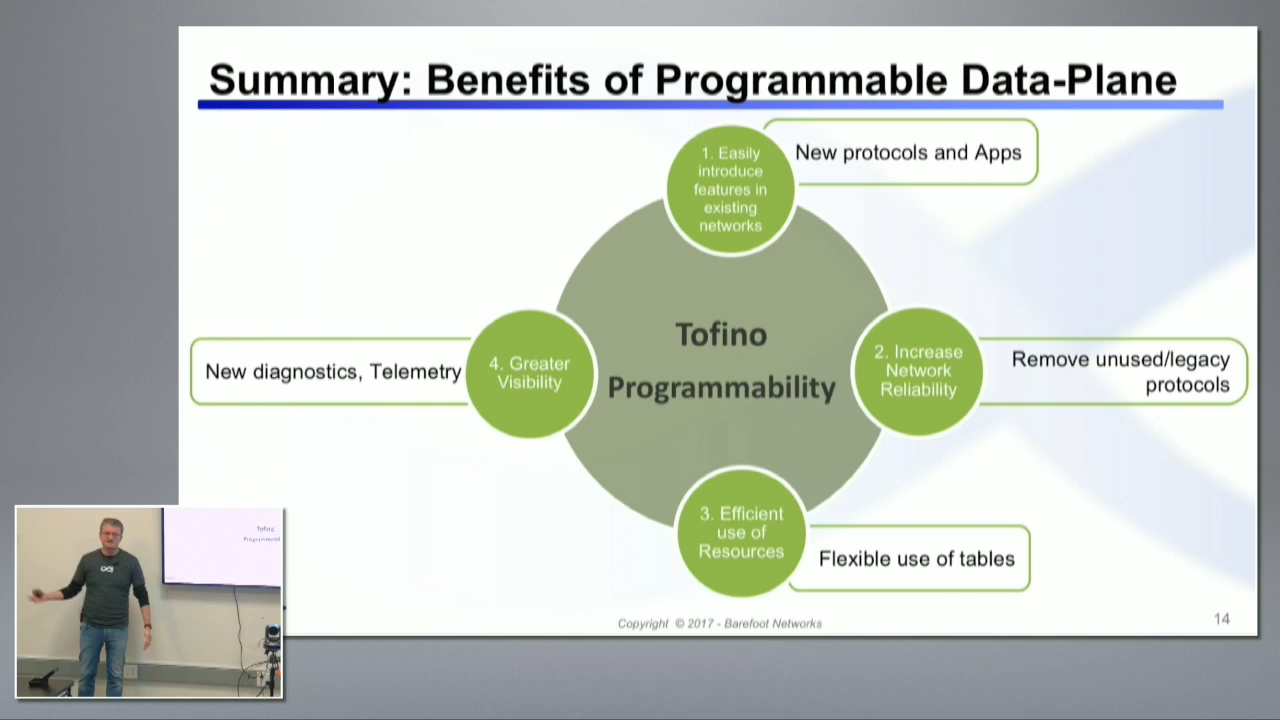 Summary: Benefits of Programmable Data-Plane
1. Easily
introduce
features in
existing
networks
New protocols and Apps
Tofino
Programmability
2. Increase
Network
Reliability
Remove unused/legacy
protocols
3. Efficient
use of
Resources
Flexible use of tables
4. Greater
Visibility
New diagnostics, Telemetry
Copyright © 2017 - Barefoot Networks
14
Tofino